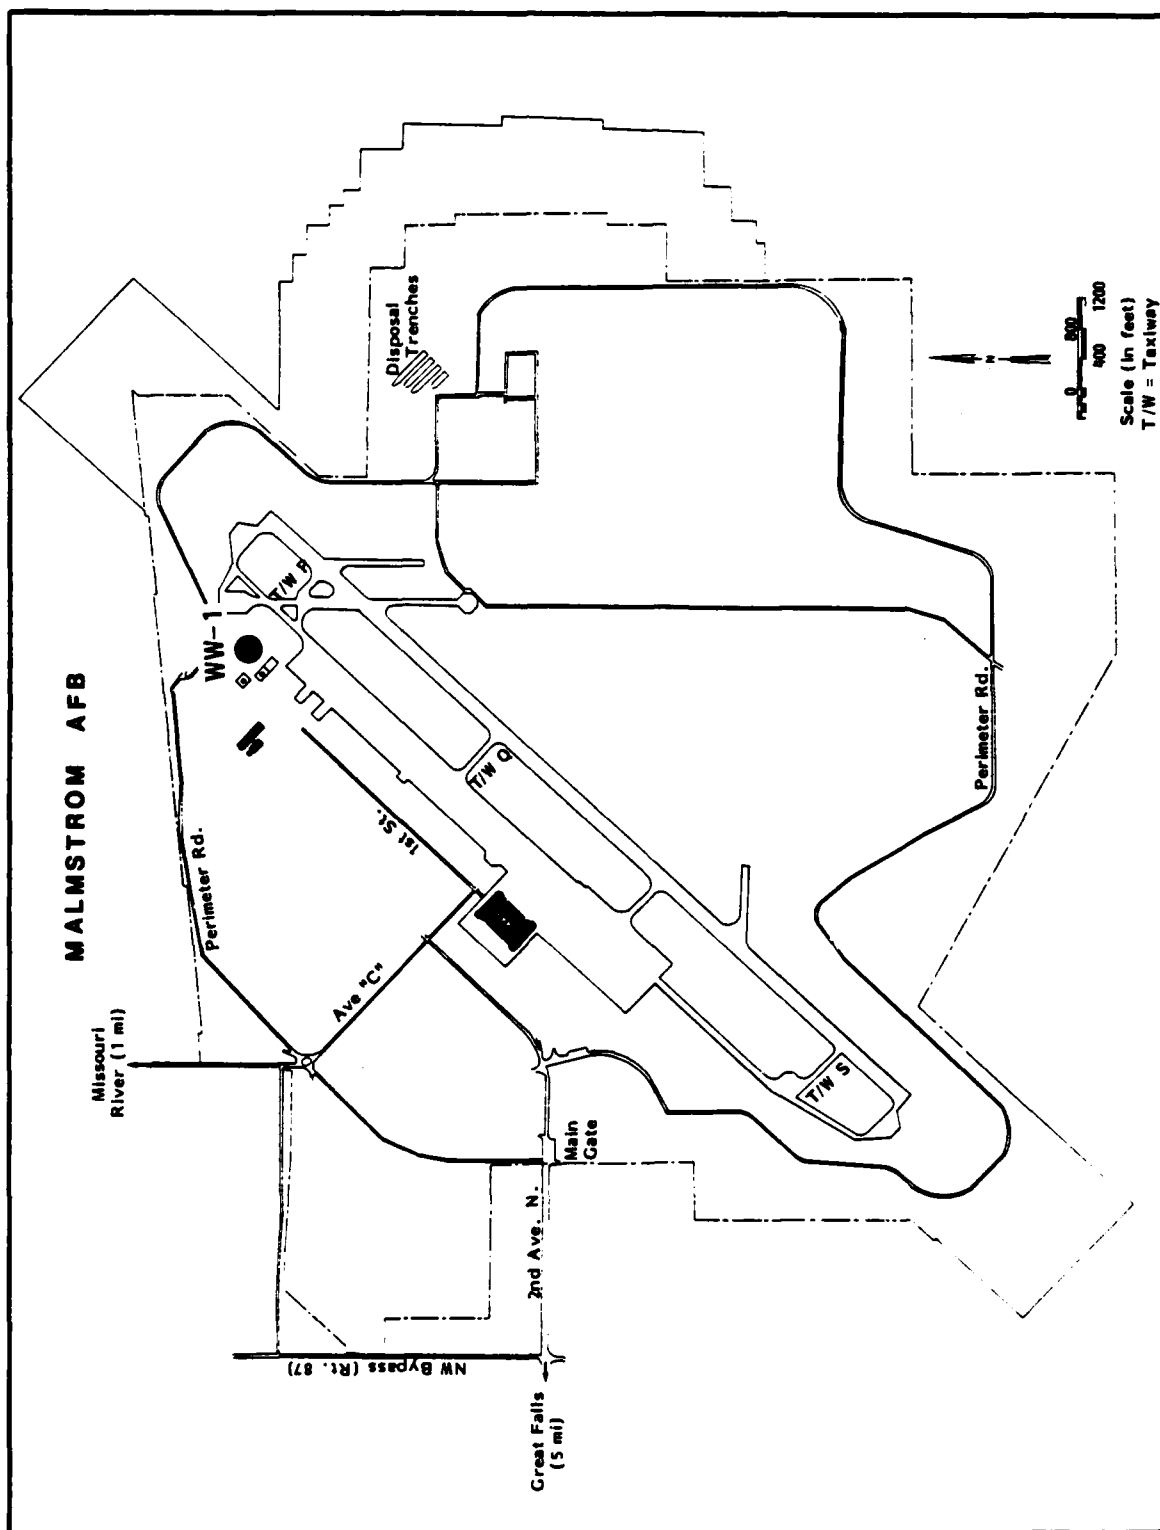 MALMSTROM AFB
Missouri
River (1 mi)
Perimeter Rd.
WW-1
T/W P
Disposal
Trenches
1st St.
Ave "C"
T/W Q
NW Bypass (Rt. 87)
2nd Ave. N.
Main
Gate
Great Falls
(5 mi)
T/W S
Perimeter Rd.
N
0 800
400 1200
Scale (in feet)
T/W = Taxiway